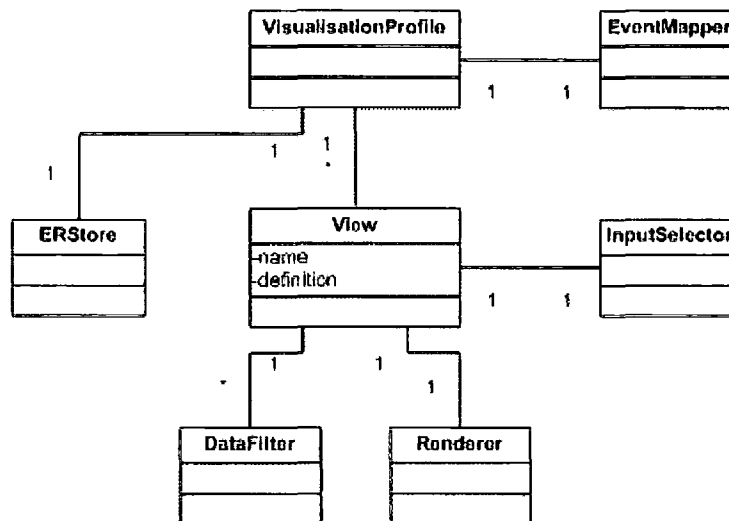 VisualisationProfile
EventMapper
1
1
1
1
*
1
ERStore
View
InputSelector
-name
-definition
1
1
1
1
*
1
DataFilter
Renderer